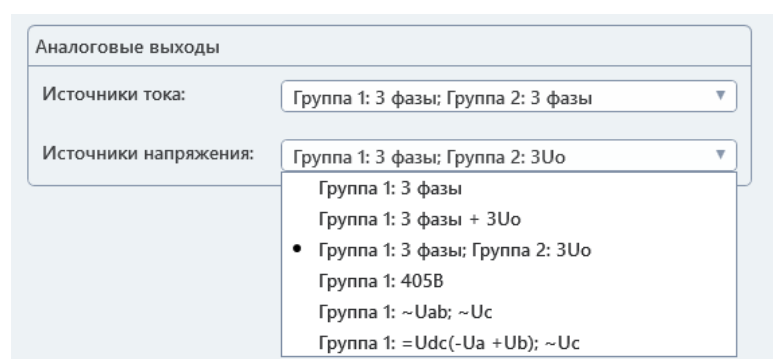 Аналоговые выходы
Источники тока: Группа 1: 3 фазы; Группа 2: 3 фазы
Источники напряжения: Группа 1: 3 фазы; Группа 2: 3Uo
Группа 1: 3 фазы
Группа 1: 3 фазы + 3Uo
Группа 1: 3 фазы; Группа 2: 3Uo
Группа 1: 405В
Группа 1: ~Uab; ~Uc
Группа 1: =Udc(-Ua +Ub); ~Uc